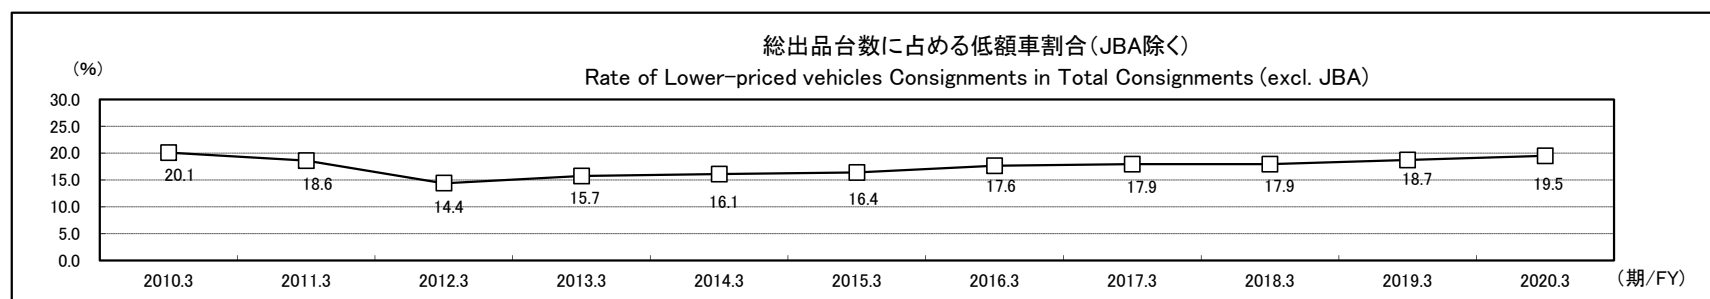 総出品台数に占める低額車割合(JBA除く)
(%)
Rate of Lower-priced vehicles Consignments in Total Consignments (excl. JBA)
30.0
25.0
20.0
15.0
10.0
5.0
0.0
20.1 18.6 14.4 15.7 16.1 16.4 17.6 17.9 17.9 18.7 19.5
2010.3 2011.3 2012.3 2013.3 2014.3 2015.3 2016.3 2017.3 2018.3 2019.3 2020.3 (期/FY)